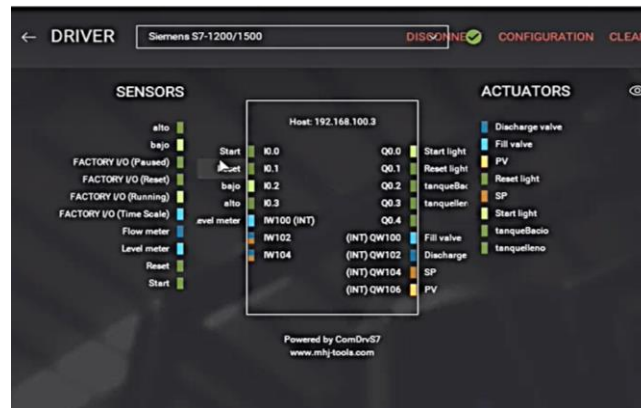 ← DRIVER
Siemens S7-1200/1500
CONFIGURATION
SENSORS
alto
bajo
FACTORY I/O (Paused)
FACTORY I/O (Reset)
FACTORY I/O (Running)
FACTORY I/O (Time Scale)
Flow meter
Level meter
Reset
Start
Host: 192.168.100.3
Start I0.0 Q0.0 Start light
I0.1 Q0.1 Reset light
bajo I0.2 Q0.2 tanqueBac
alto I0.3 Q0.3 tanquellen
Q0.4
evel meter IW100 (INT)
IW102 (INT) QW100 Fill valve
IW104 (INT) QW102 Discharge
(INT) QW104 SP
(INT) QW106 PV
Powered by ComDrvS7
www.mhj-tools.com
ACTUATORS
Discharge valve
Fill valve
PV
Reset light
SP
Start light
tanqueBacio
tanquelleno